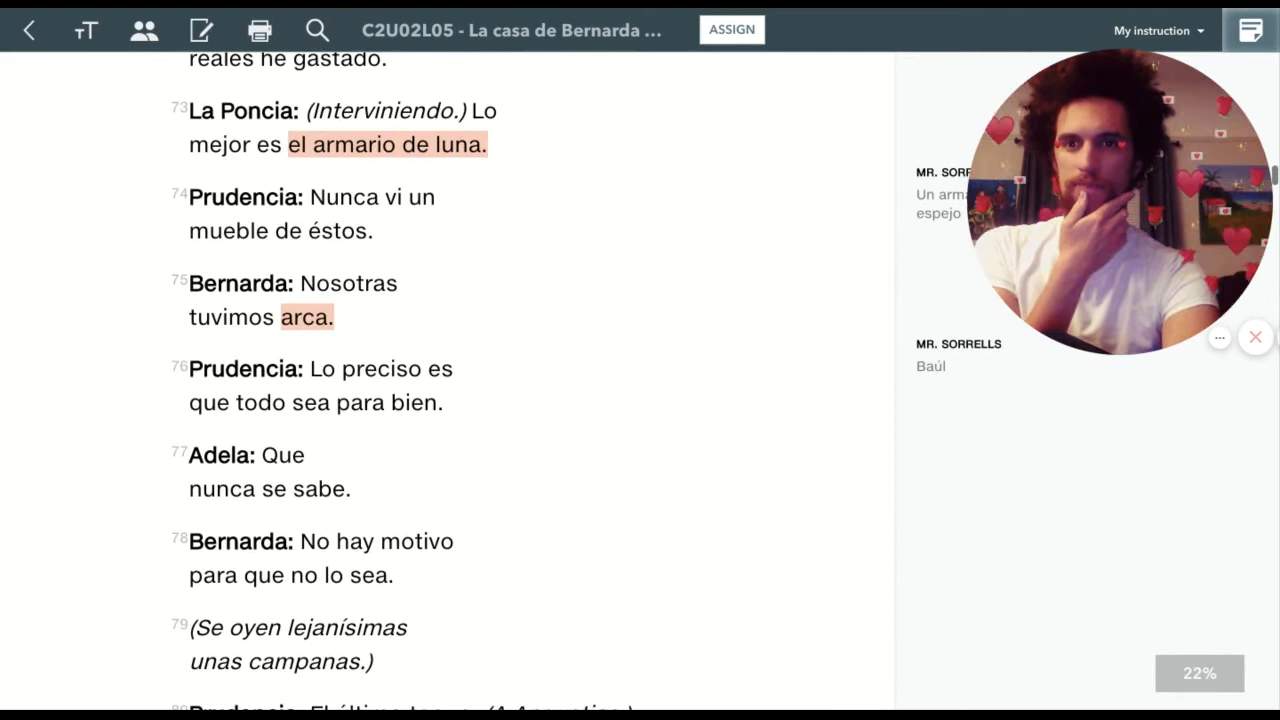 C2U02L05 - La casa de Bernarda ...
ASSIGN
My instruction
reales he gastado.
73 La Poncia: (Interviniendo.) Lo
mejor es el armario de luna.
74 Prudencia: Nunca vi un
mueble de éstos.
75 Bernarda: Nosotras
tuvimos arca.
76 Prudencia: Lo preciso es
que todo sea para bien.
77 Adela: Que
nunca se sabe.
78 Bernarda: No hay motivo
para que no lo sea.
79 (Se oyen lejanísimas
unas campanas.)
MR.
Un
espejo
MR. SORRELLS
Baúl
22%